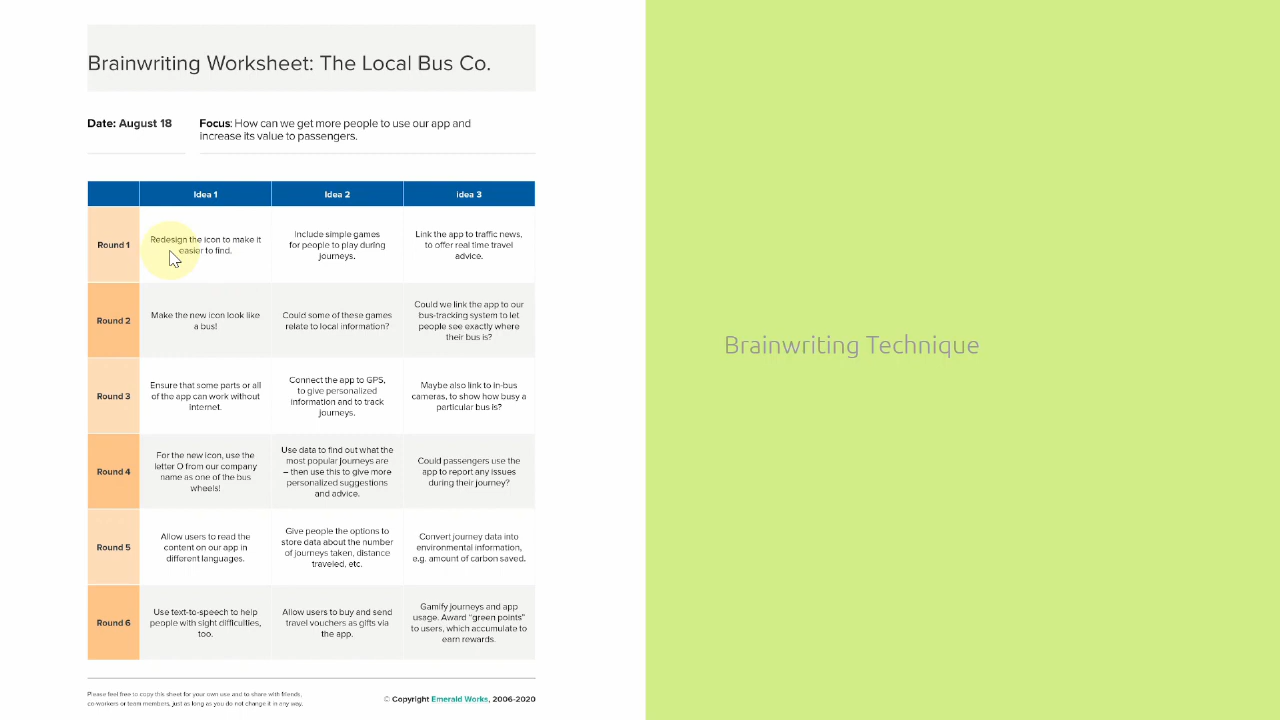 Brainwriting Worksheet: The Local Bus Co.
Date: August 18
Focus: How can we get more people to use our app and
increase its value to passengers.
Idea 1
Idea 2
Idea 3
Round 1
Redesign the icon to make it
easier to find.
Include simple games
for people to play during
journeys.
Link the app to traffic news,
to offer real time travel
advice.
Round 2
Make the new icon look like
a bus!
Could some of these games
relate to local information?
Could we link the app to our
bus-tracking system to let
people see exactly where
their bus is?
Round 3
Ensure that some parts or all
of the app can work without
Internet.
Connect the app to GPS,
to give personalized
information and to track
journeys.
Maybe also link to in-bus
cameras, to show how busy a
particular bus is?
Round 4
For the new icon, use the
letter O from our company
name as one of the bus
wheels!
Use data to find out what the
most popular journeys are
– then use this to give more
personalized suggestions
and advice.
Could passengers use the
app to report any issues
during their journey?
Round 5
Allow users to read the
content on our app in
different languages.
Give people the options to
store data about the number
of journeys taken, distance
traveled, etc.
Convert journey data into
environmental information,
e.g. amount of carbon saved.
Round 6
Use text-to-speech to help
people with sight difficulties,
too.
Allow users to buy and send
travel vouchers as gifts via
the app.
Gamify journeys and app
usage. Award “green points”
to users, which accumulate to
earn rewards.
Please feel free to copy this sheet for your own use and to share with friends,
co-workers or team members, just as long as you do not change it in any way.
© Copyright Emerald Works, 2006-2020
Brainwriting Technique